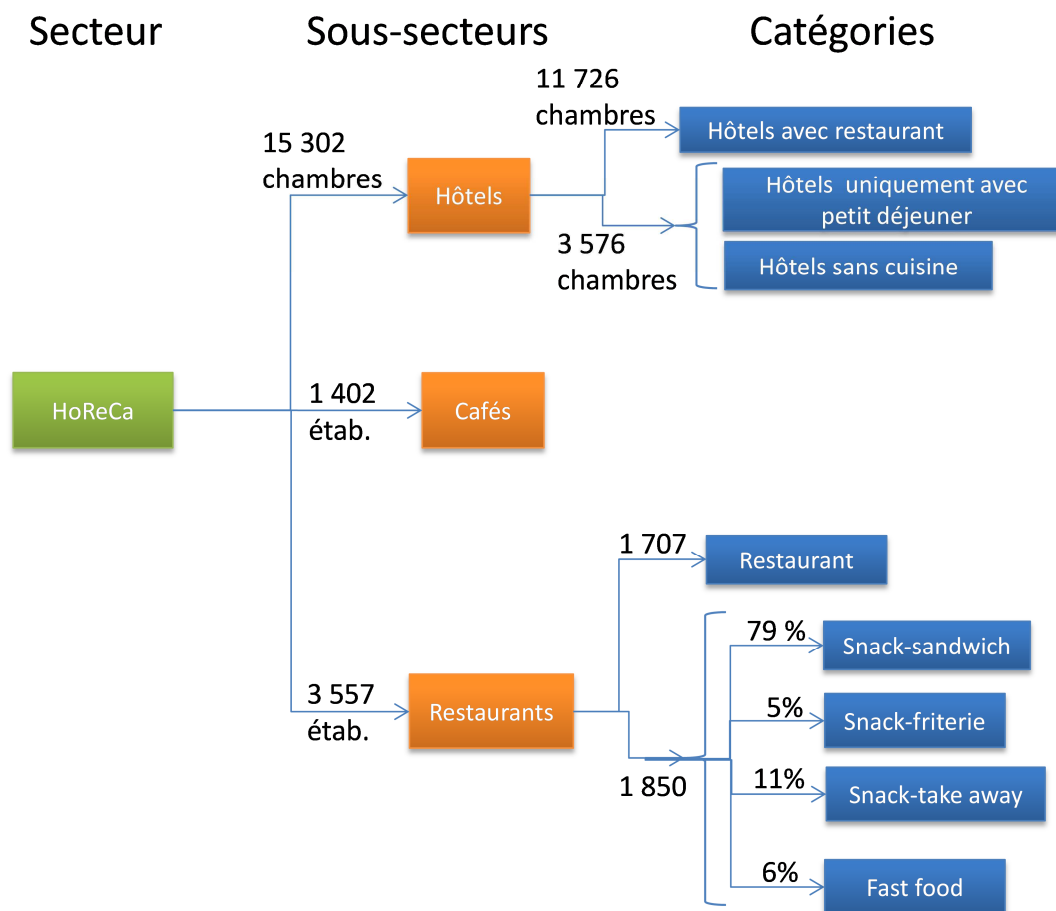 Secteur
Sous-secteurs
Catégories
11 726
chambres
Hôtels avec restaurant
15 302
chambres
Hôtels
Hôtels uniquement avec
petit déjeuner
3 576
chambres
Hôtels sans cuisine
HoReCa
1 402
étab.
Cafés
1 707
Restaurant
79 %
Snack-sandwich
3 557
étab.
Restaurants
5%
Snack-friterie
1 850
11%
Snack-take away
6%
Fast food